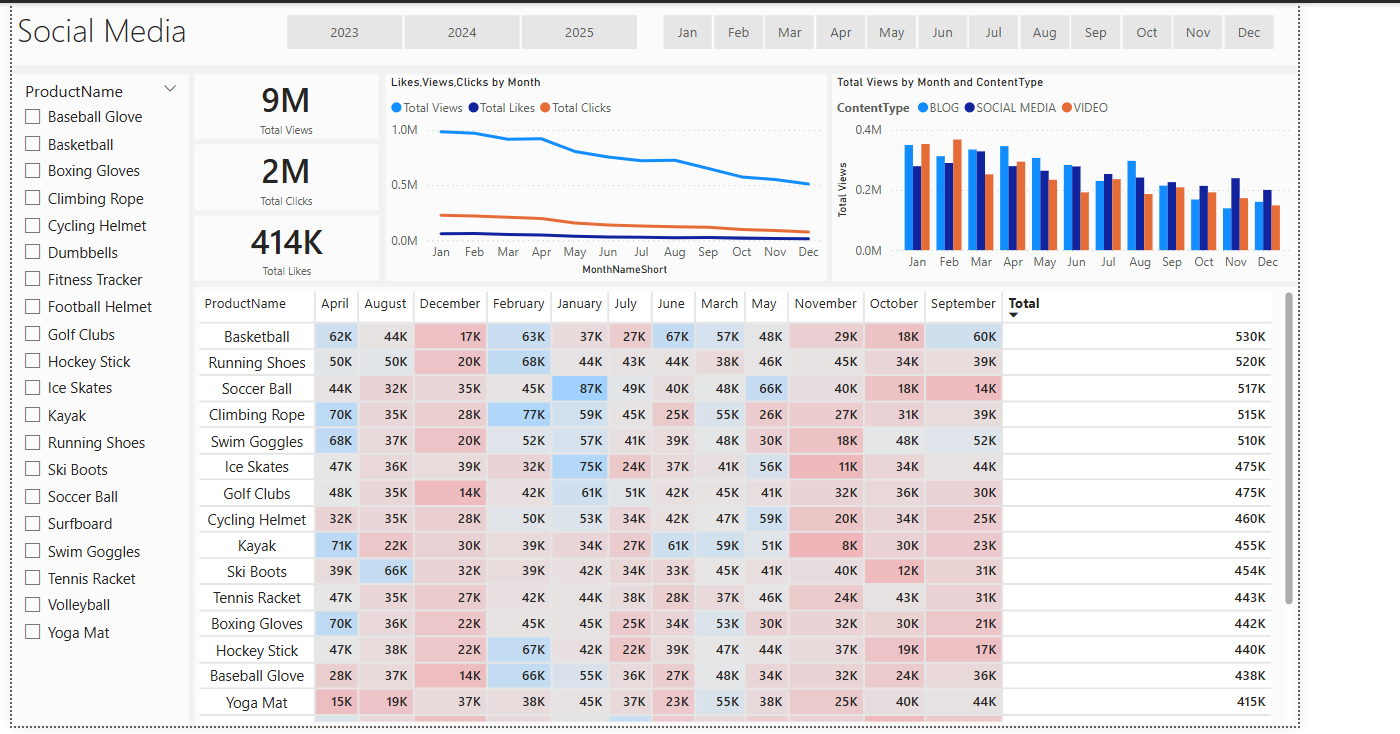 Social Media
2023 2024 2025 Jan Feb Mar Apr May Jun Jul Aug Sep Oct Nov Dec
ProductName
Baseball Glove
Basketball
Boxing Gloves
Climbing Rope
Cycling Helmet
Dumbbells
Fitness Tracker
Football Helmet
Golf Clubs
Hockey Stick
Ice Skates
Kayak
Running Shoes
Ski Boots
Soccer Ball
Surfboard
Swim Goggles
Tennis Racket
Volleyball
Yoga Mat
9M
Total Views
2M
Total Clicks
414K
Total Likes
Likes,Views,Clicks by Month
Total Views Total Likes Total Clicks
1.0M
0.5M
0.0M
Jan Feb Mar Apr May Jun Jul Aug Sep Oct Nov Dec
MonthNameShort
Total Views by Month and ContentType
ContentType BLOG SOCIAL MEDIA VIDEO
Total Views
0.4M
0.2M
0.0M
Jan Feb Mar Apr May Jun Jul Aug Sep Oct Nov Dec
ProductName April August December February January July June March May November October September Total
Basketball 62K 44K 17K 63K 37K 27K 67K 57K 48K 29K 18K 60K 530K
Running Shoes 50K 50K 20K 68K 44K 43K 44K 38K 46K 45K 34K 39K 520K
Soccer Ball 44K 32K 35K 45K 87K 49K 40K 48K 66K 40K 18K 14K 517K
Climbing Rope 70K 35K 28K 77K 59K 45K 25K 55K 26K 27K 31K 39K 515K
Swim Goggles 68K 37K 20K 52K 57K 41K 39K 48K 30K 18K 48K 52K 510K
Ice Skates 47K 36K 39K 32K 75K 24K 37K 41K 56K 11K 34K 44K 475K
Golf Clubs 48K 35K 14K 42K 61K 51K 42K 45K 41K 32K 36K 30K 475K
Cycling Helmet 32K 35K 28K 50K 53K 34K 42K 47K 59K 20K 34K 25K 460K
Kayak 71K 22K 30K 39K 34K 27K 61K 59K 51K 8K 30K 23K 455K
Ski Boots 39K 66K 32K 39K 42K 34K 33K 45K 41K 40K 12K 31K 454K
Tennis Racket 47K 35K 27K 42K 44K 38K 28K 37K 46K 24K 43K 31K 443K
Boxing Gloves 70K 36K 22K 45K 45K 25K 34K 53K 30K 32K 30K 21K 442K
Hockey Stick 47K 38K 22K 67K 42K 22K 39K 47K 44K 37K 19K 17K 440K
Baseball Glove 28K 37K 14K 66K 55K 36K 27K 48K 34K 32K 24K 36K 438K
Yoga Mat 15K 19K 37K 38K 45K 37K 23K 55K 38K 25K 40K 44K 415K